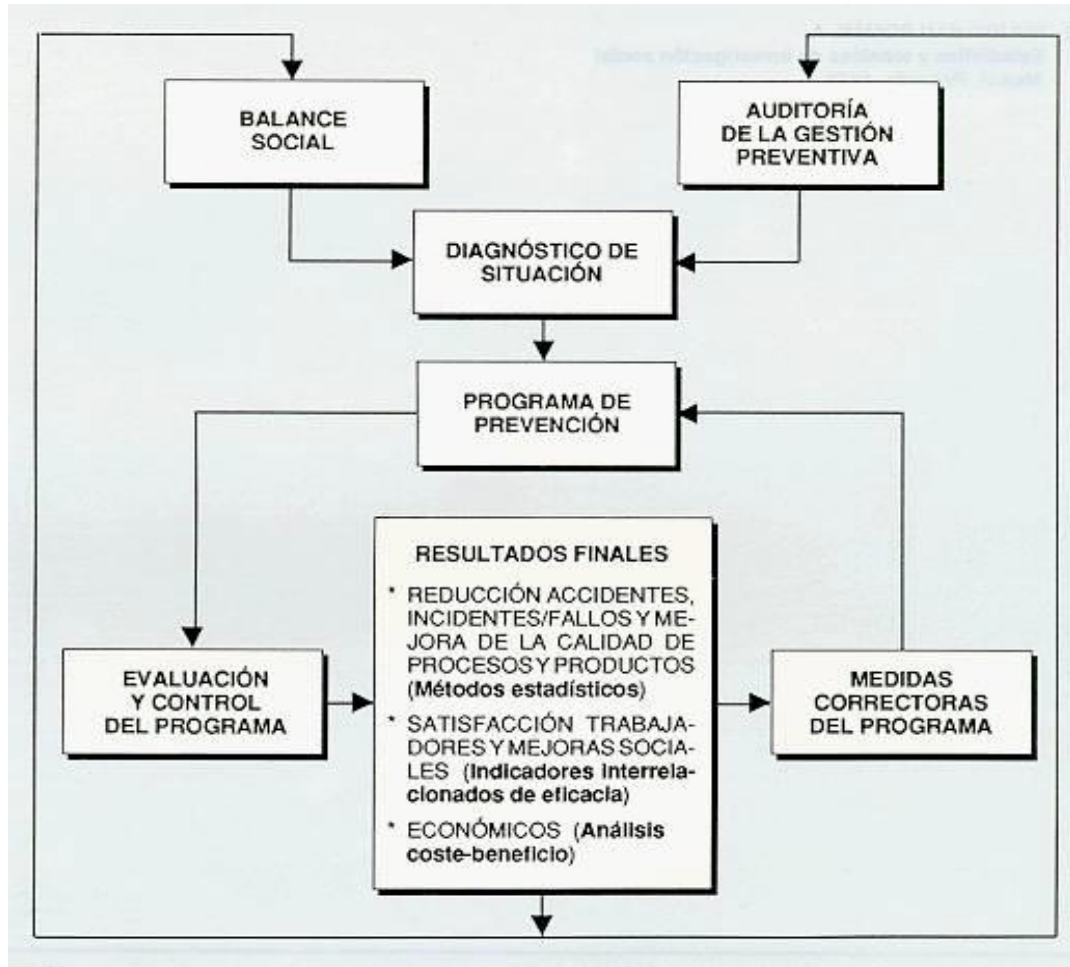 BALANCE
SOCIAL
AUDITORÍA
DE LA GESTIÓN
PREVENTIVA
DIAGNÓSTICO DE
SITUACIÓN
PROGRAMA DE
PREVENCIÓN
RESULTADOS FINALES
* REDUCCIÓN ACCIDENTES,
INCIDENTES/FALLOS Y ME-
JORA DE LA CALIDAD DE
PROCESOS Y PRODUCTOS
(Métodos estadísticos)
* SATISFACCIÓN TRABAJA-
DORES Y MEJORAS SOCIA-
LES (Indicadores interrela-
cionados de eficacia)
* ECONÓMICOS (Análisis
coste-beneficio)
EVALUACIÓN
Y CONTROL
DEL PROGRAMA
MEDIDAS
CORRECTORAS
DEL PROGRAMA